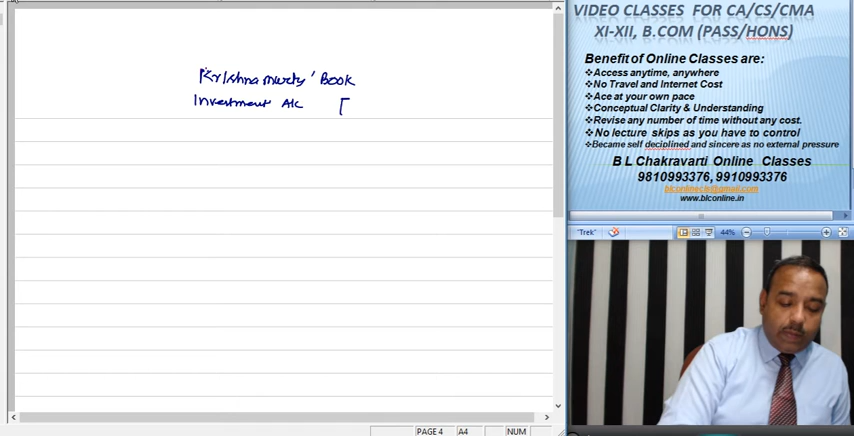 Krishnamurty' Book
Investment A/c [
PAGE 4 A4 NUM
VIDEO CLASSES FOR CA/CS/CMA
XI-XII, B.COM (PASS/HONS)
Benefit of Online Classes are:
❖Access anytime, anywhere
❖No Travel and Internet Cost
❖Ace at your own pace
❖Conceptual Clarity & Understanding
❖Revise any number of time without any cost.
❖No lecture skips as you have to control
❖Became self deciplined and sincere as no external pressure
B L Chakravarti Online Classes
9810993376, 9910993376
blconlinecls@gmail.com
www.blconline.in
"Trek" 44%